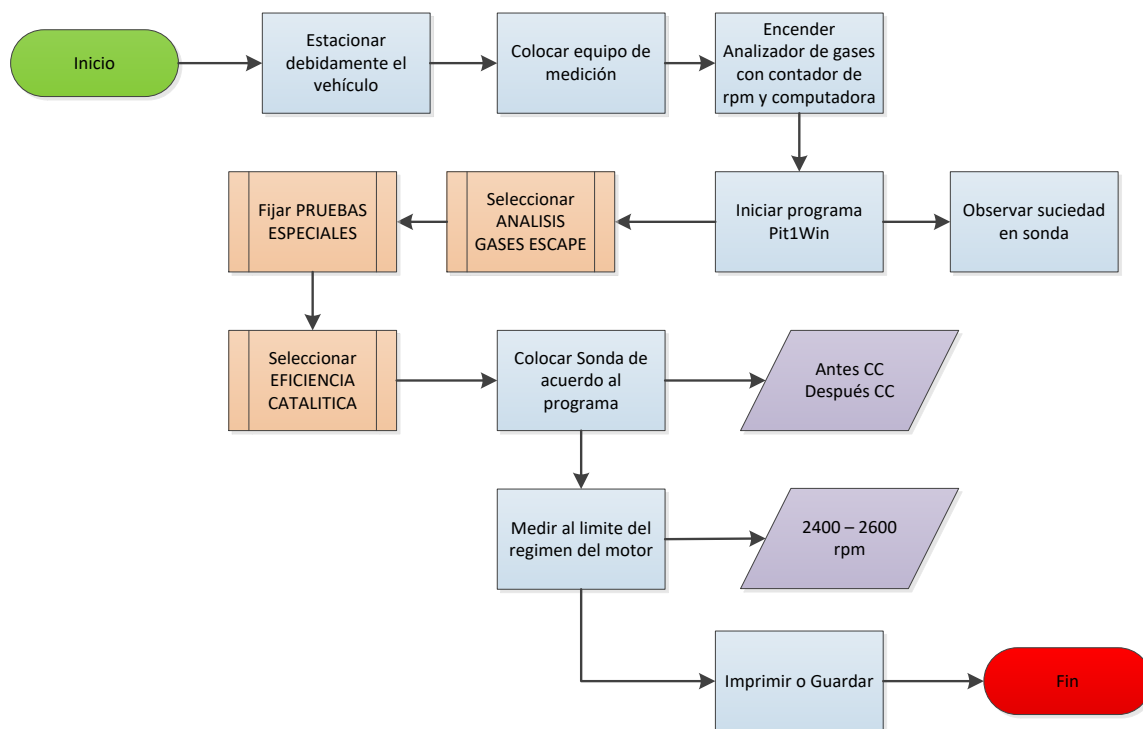 Inicio
Estacionar
debidamente el
vehículo
Colocar equipo de
medición
Encender
Analizador de gases
con contador de
rpm y computadora
Fijar PRUEBAS
ESPECIALES
Seleccionar
ANALISIS
GASES ESCAPE
Iniciar programa
Pit1Win
Observar suciedad
en sonda
Seleccionar
EFICIENCIA
CATALITICA
Colocar Sonda de
acuerdo al
programa
Antes CC
Después CC
Medir al limite del
regimen del motor
2400 – 2600
rpm
Imprimir o Guardar
Fin